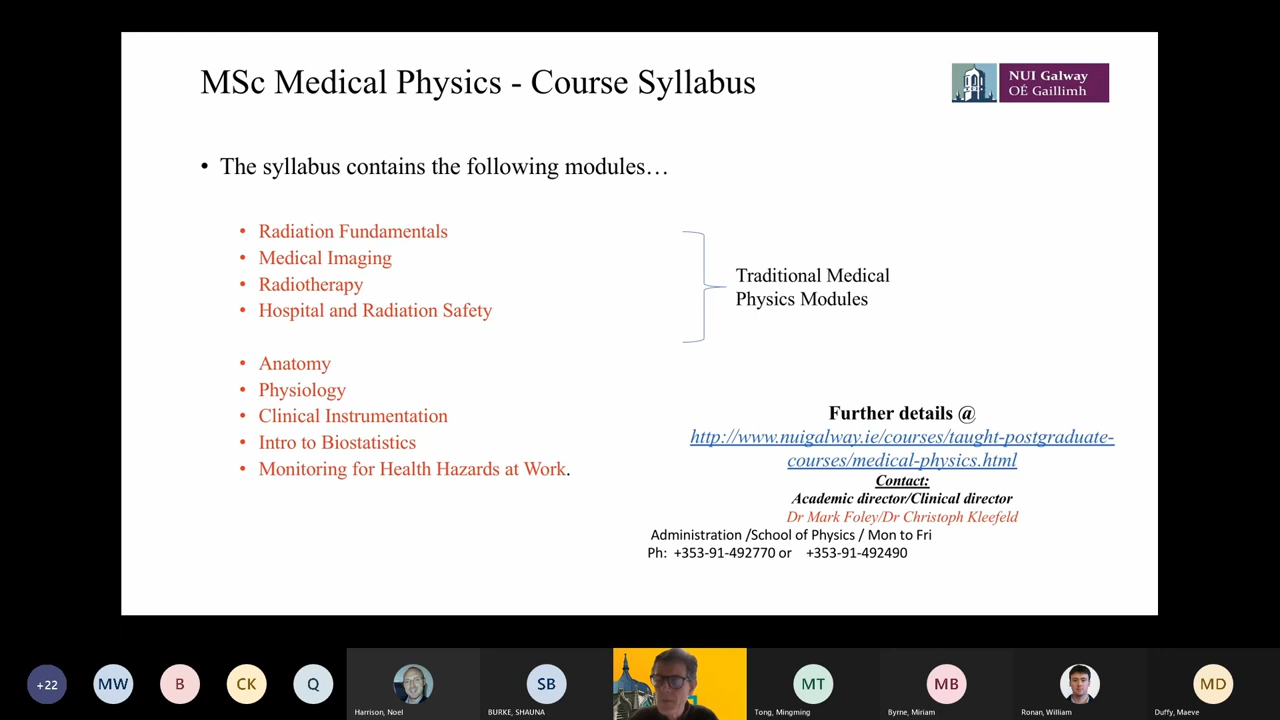 MSc Medical Physics - Course Syllabus
NUI Galway
OÉ Gaillimh
• The syllabus contains the following modules…
• Radiation Fundamentals
• Medical Imaging
• Radiotherapy
• Hospital and Radiation Safety
Traditional Medical
Physics Modules
• Anatomy
• Physiology
• Clinical Instrumentation
• Intro to Biostatistics
• Monitoring for Health Hazards at Work.
Further details @
http://www.nuigalway.ie/courses/taught-postgraduate-
courses/medical-physics.html
Contact:
Academic director/Clinical director
Dr Mark Foley/Dr Christoph Kleefeld
Administration /School of Physics / Mon to Fri
Ph: +353-91-492770 or +353-91-492490
+22
MW
B
CK
Q
SB
MT
MB
MD
Harrison, Noel
BURKE, SHAUNA
Tong, Mingming
Byrne, Miriam
Ronan, William
Duffy, Maeve